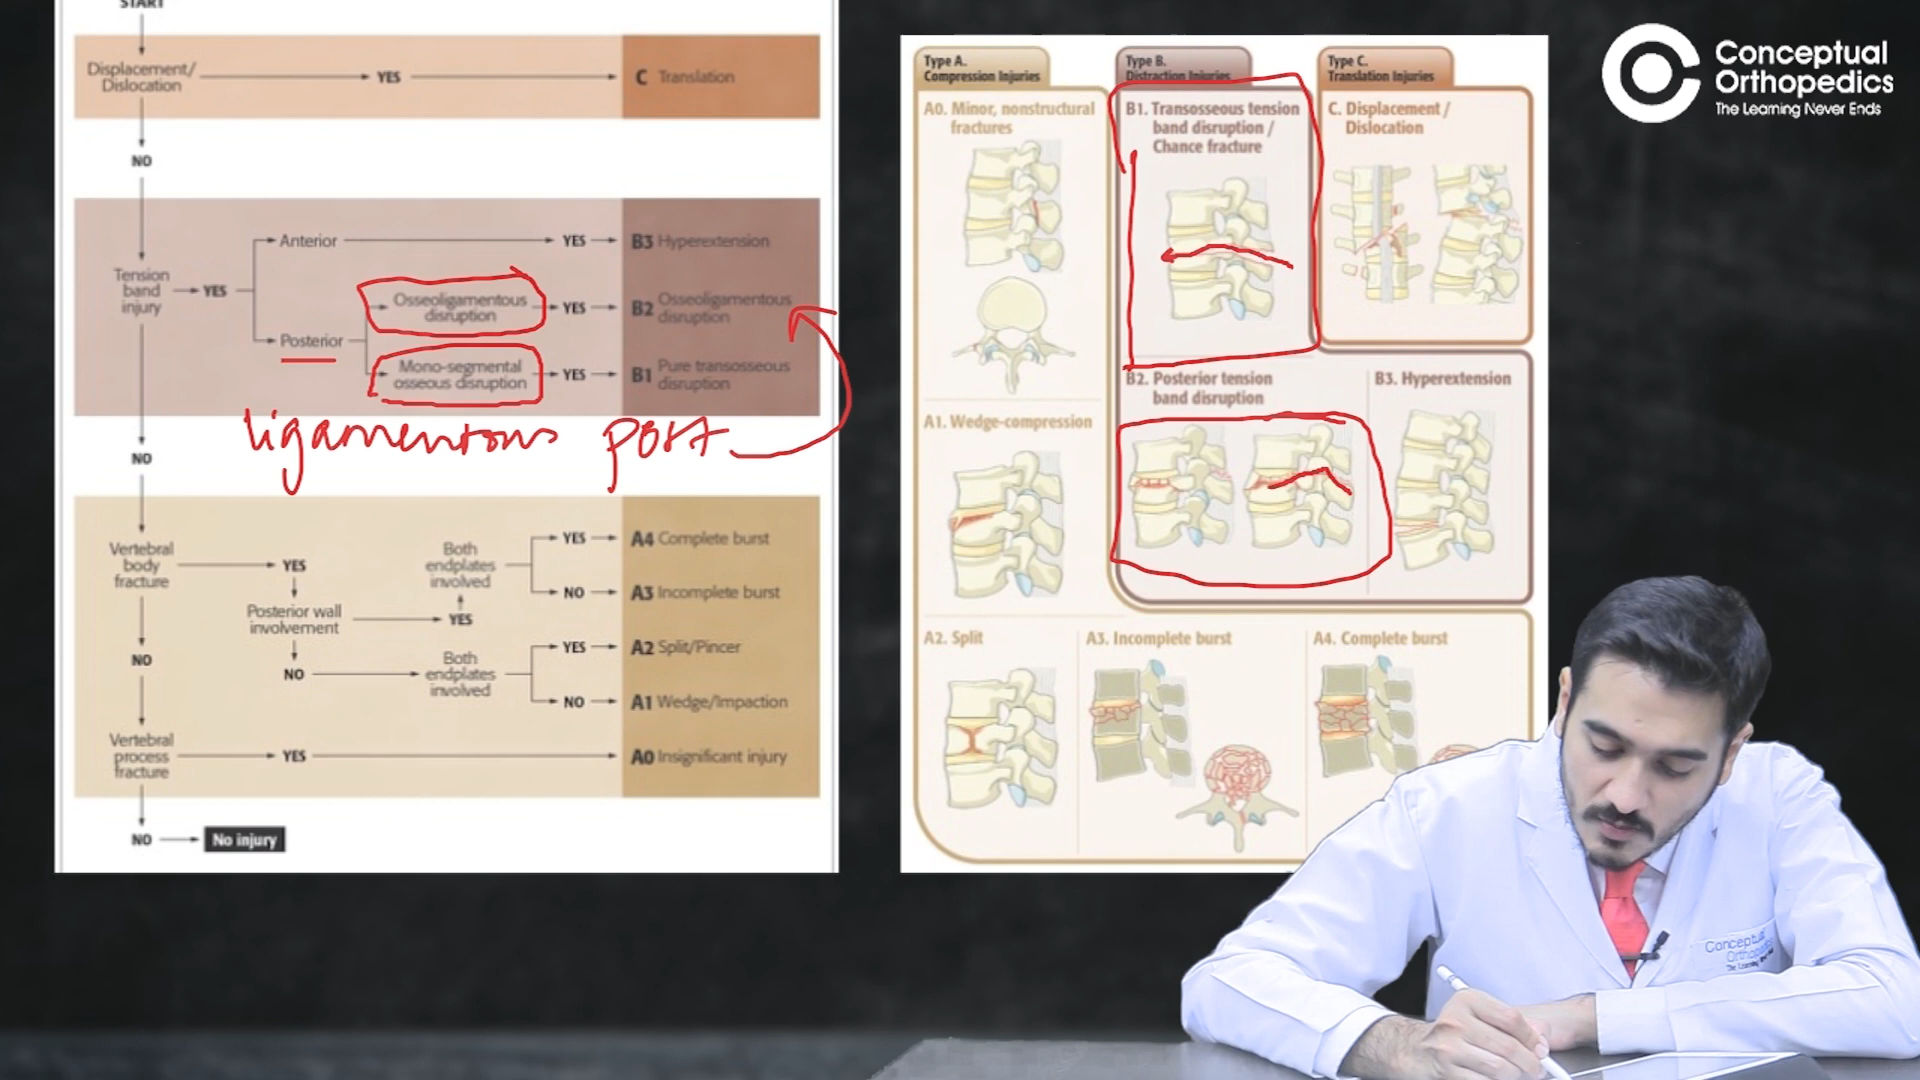 START
Displacement/
Dislocation
YES
C Translation
NO
Tension
band
injury
YES
Anterior
YES
B3 Hyperextension
Osseoligamentous
disruption
YES
B2 Osseoligamentous
disruption
Posterior
Mono-segmental
osseous disruption
YES
B1 Pure transosseous
disruption
ligamentous post
NO
Vertebral
body
fracture
YES
Posterior wall
involvement
YES
Both
endplates
involved
YES
A4 Complete burst
NO
A3 Incomplete burst
NO
Both
endplates
involved
YES
A2 Split/Pincer
NO
A1 Wedge/Impaction
NO
Vertebral
process
fracture
YES
A0 Insignificant injury
NO
No injury
Type A.
Compression Injuries
Type B.
Distraction Injuries
Type C.
Translation Injuries
A0. Minor, nonstructural
fractures
B1. Transosseous tension
band disruption /
Chance fracture
C. Displacement /
Dislocation
A1. Wedge-compression
B2. Posterior tension
band disruption
B3. Hyperextension
A2. Split
A3. Incomplete burst
A4. Complete burst
Conceptual
Orthopedics
The Learning Never Ends
Conceptual